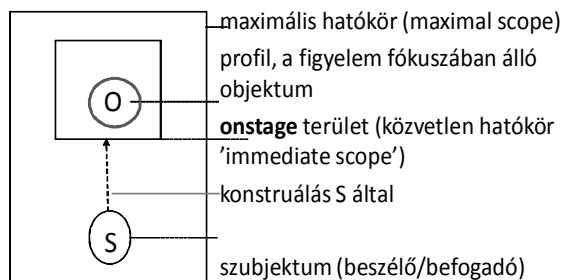 maximális hatókör (maximal scope)
profil, a figyelem fókuszában álló
objektum
O
onstage terület (közvetlen hatókör
’immediate scope’)
konstruálás S által
S
szubjektum (beszélő/befogadó)